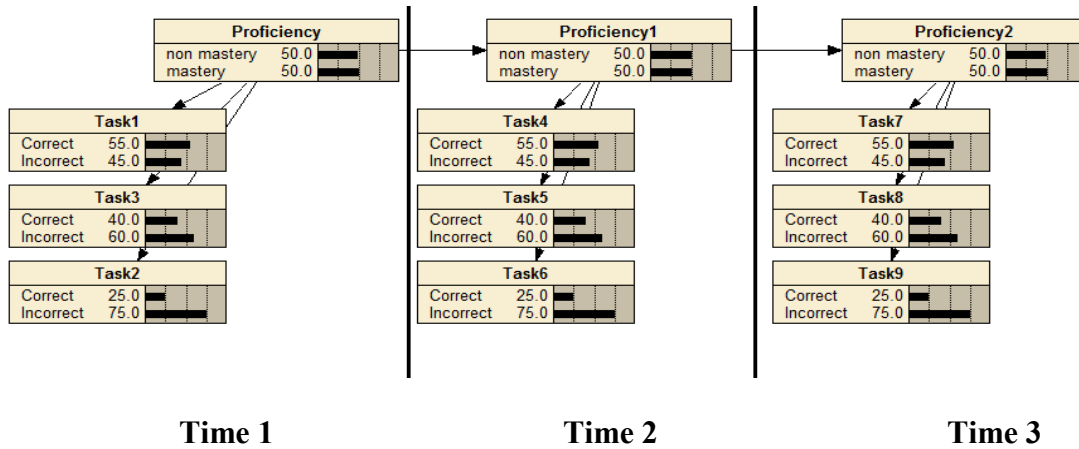 Proficiency
non mastery 50.0
mastery 50.0
Task1
Correct 55.0
Incorrect 45.0
Task3
Correct 40.0
Incorrect 60.0
Task2
Correct 25.0
Incorrect 75.0
Proficiency1
non mastery 50.0
mastery 50.0
Task4
Correct 55.0
Incorrect 45.0
Task5
Correct 40.0
Incorrect 60.0
Task6
Correct 25.0
Incorrect 75.0
Proficiency2
non mastery 50.0
mastery 50.0
Task7
Correct 55.0
Incorrect 45.0
Task8
Correct 40.0
Incorrect 60.0
Task9
Correct 25.0
Incorrect 75.0
Time 1
Time 2
Time 3